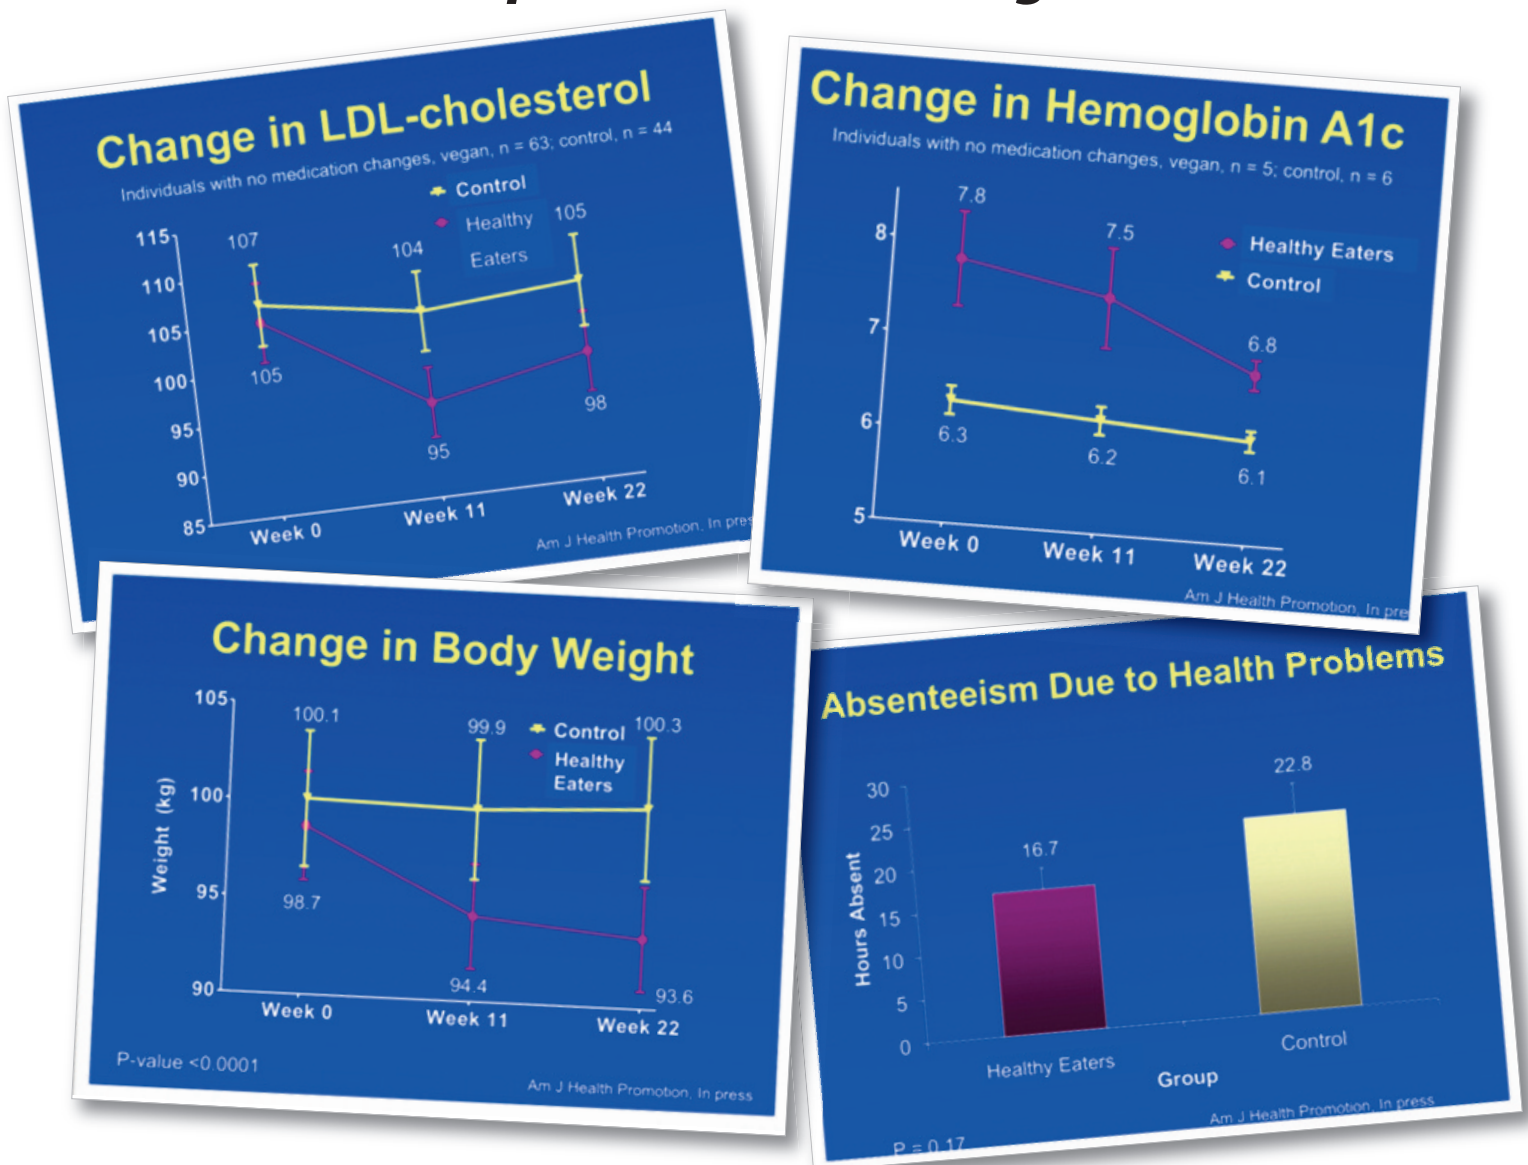 Change in LDL-cholesterol
Individuals with no medication changes, vegan, n = 63; control, n = 44
Control
Healthy
Eaters
115
110
105
100
95
90
85
107
104
105
105
95
98
Week 0
Week 11
Week 22
Am J Health Promotion, In
Change in Hemoglobin A1c
Individuals with no medication changes, vegan, n = 5; control, n = 6
Healthy Eaters
Control
8
7
6
5
7.8
7.5
6.8
6.3
6.2
6.1
Week 0
Week 11
Week 22
Am J Health Promotion, In
Change in Body Weight
Control
Healthy
Eaters
Weight (kg)
105
100
95
90
100.1
99.9
100.3
98.7
94.4
93.6
Week 0
Week 11
Week 22
P-value <0.0001
Am J Health Promotion, In press
Absenteeism Due to Health Problems
Hours Absent
30
25
20
15
10
5
0
16.7
22.8
Healthy Eaters
Control
Group
Am J Health Promotion, In press
P = 0.17